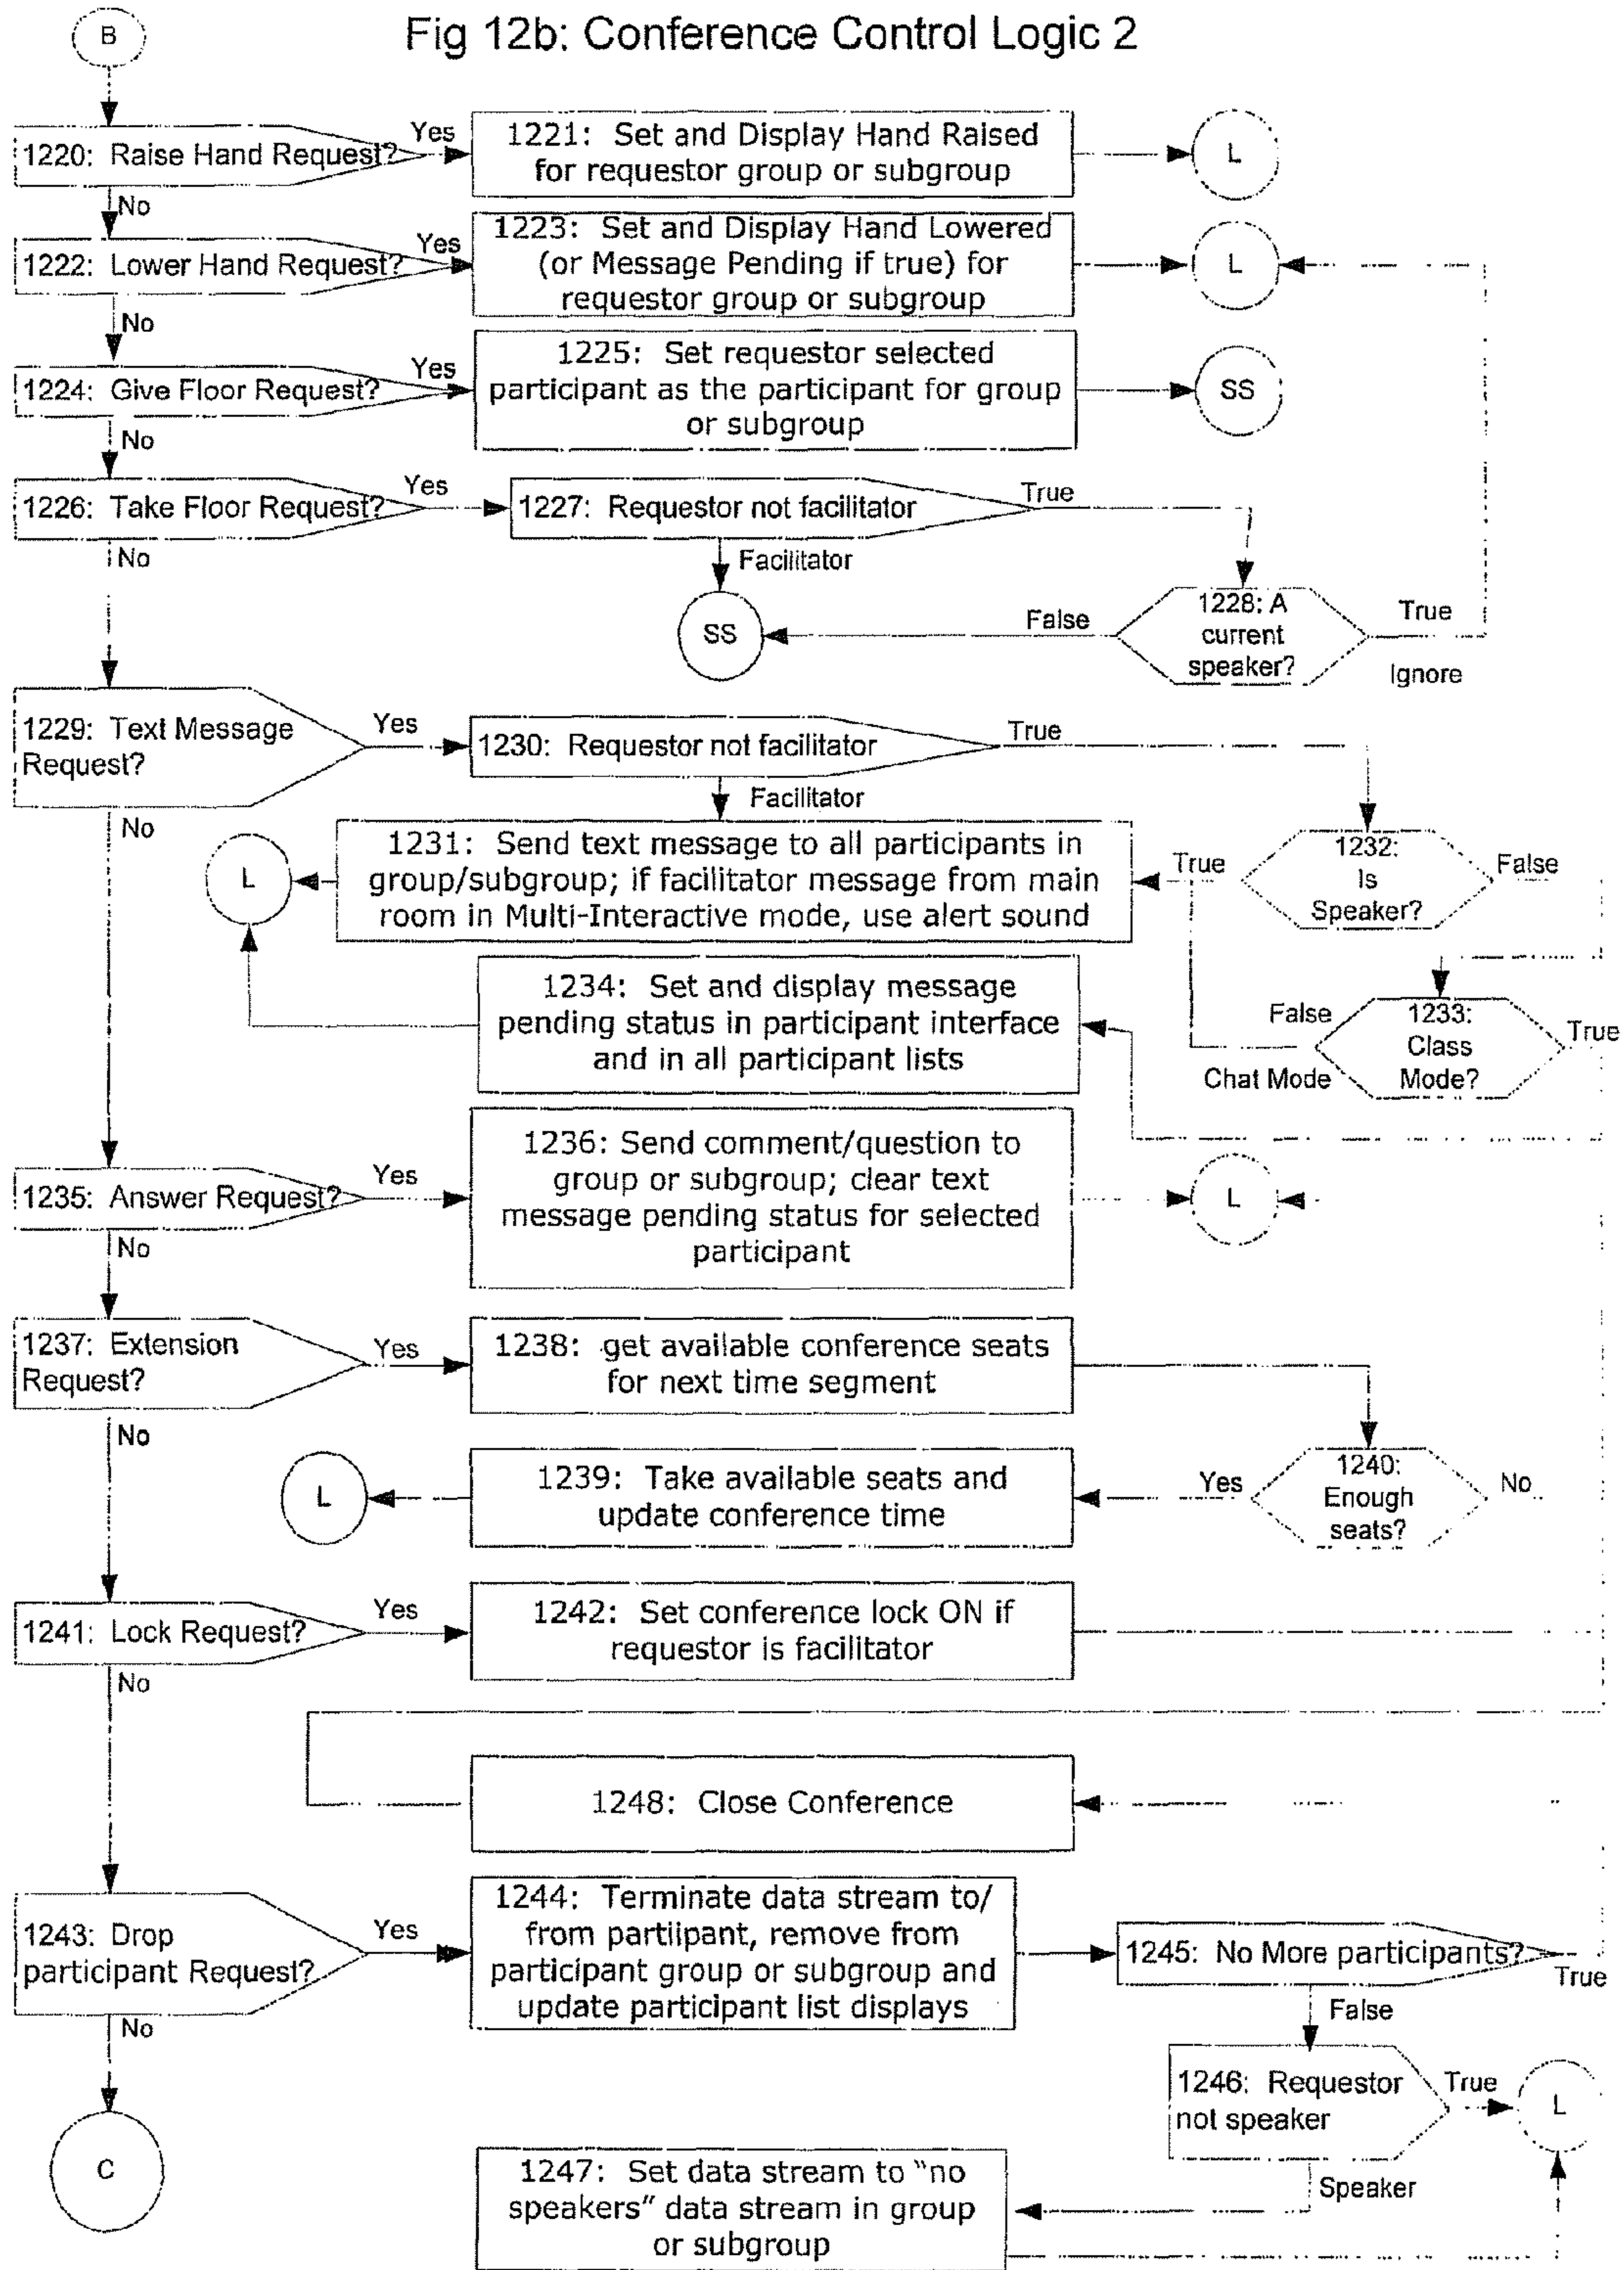 Fig 12b: Conference Control Logic 2
B
1220: Raise Hand Request?
Yes
1221: Set and Display Hand Raised
for requestor group or subgroup
L
No
1222: Lower Hand Request?
Yes
1223: Set and Display Hand Lowered
(or Message Pending if true) for
requestor group or subgroup
L
No
1224: Give Floor Request?
Yes
1225: Set requestor selected
participant as the participant for group
or subgroup
SS
No
1226: Take Floor Request?
Yes
1227: Requestor not facilitator
True
No
Facilitator
SS
False
1228: A
current
speaker?
True
Ignore
1229: Text Message
Request?
Yes
1230: Requestor not facilitator
True
No
Facilitator
L
1231: Send text message to all participants in
group/subgroup; if facilitator message from main
room in Multi-Interactive mode, use alert sound
True
1232:
Is
Speaker?
False
1234: Set and display message
pending status in participant interface
and in all participant lists
False
Chat Mode
1233:
Class
Mode?
True
1235: Answer Request?
Yes
1236: Send comment/question to
group or subgroup; clear text
message pending status for selected
participant
L
No
1237: Extension
Request?
Yes
1238: get available conference seats
for next time segment
No
L
1239: Take available seats and
update conference time
Yes
1240:
Enough
seats?
No
1241: Lock Request?
Yes
1242: Set conference lock ON if
requestor is facilitator
No
1248: Close Conference
1243: Drop
participant Request?
Yes
1244: Terminate data stream to/
from partiipant, remove from
participant group or subgroup and
update participant list displays
1245: No More participants?
True
No
False
1246: Requestor
not speaker
True
L
C
Speaker
1247: Set data stream to “no
speakers” data stream in group
or subgroup